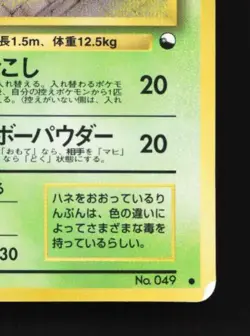 長1.5m、体重12.5kg
こし
入れ替える。入れ替わるポケモ
後、自分の控えポケモンから1匹
る。(控えがいない側は、入れ
20
ボーパウダー
「おもて」なら、相手を「マヒ」
なら「どく」状態にする。
20
30
ハネをおおっているり
んぷんは、色の違いに
よってさまざまな毒を
持っているらしい。
No. 049 ●